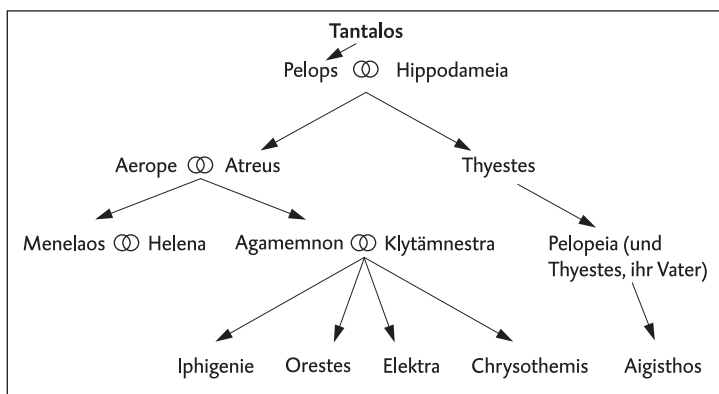 Tantalos
Pelops Hippodameia
Aerope Atreus Thyestes
Menelaos Helena Agamemnon Klytämnestra Pelopeia (und
Thyestes, ihr Vater)
Iphigenie Orestes Elektra Chrysothemis Aigisthos